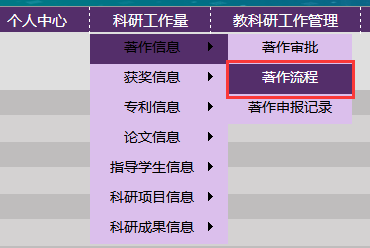 个人中心 科研工作量 教科研工作管理
著作信息 著作审批
获奖信息 著作流程
专利信息 著作申报记录
论文信息
指导学生信息
科研项目信息
科研成果信息